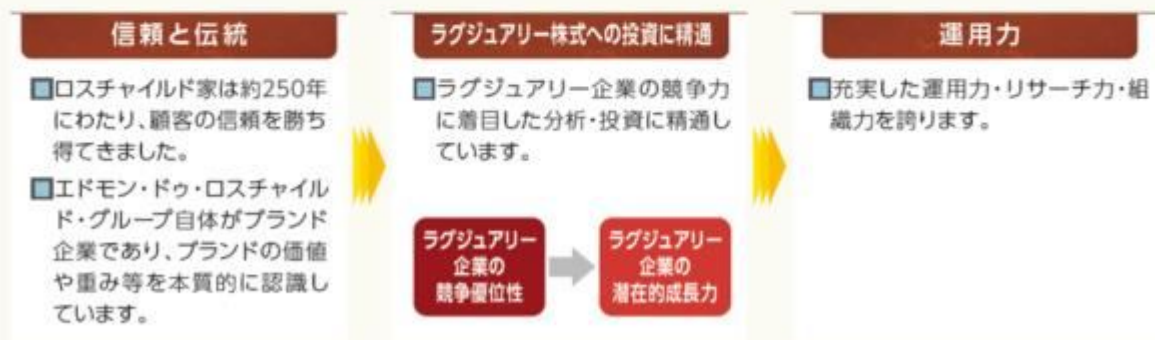 信頼と伝統
■ロスチャイルド家は約250年
にわたり、顧客の信頼を勝ち
得てきました。
■エドモン・ドゥ・ロスチャイル
ド・グループ自体がブランド
企業であり、ブランドの価値
や重み等を本質的に認識し
ています。
ラグジュアリー株式への投資に精通
■ラグジュアリー企業の競争力
に着目した分析・投資に精通し
ています。
ラグジュアリー
企業の
競争優位性
ラグジュアリー
企業の
潜在的成長力
運用力
■充実した運用力・リサーチ力・組
織力を誇ります。